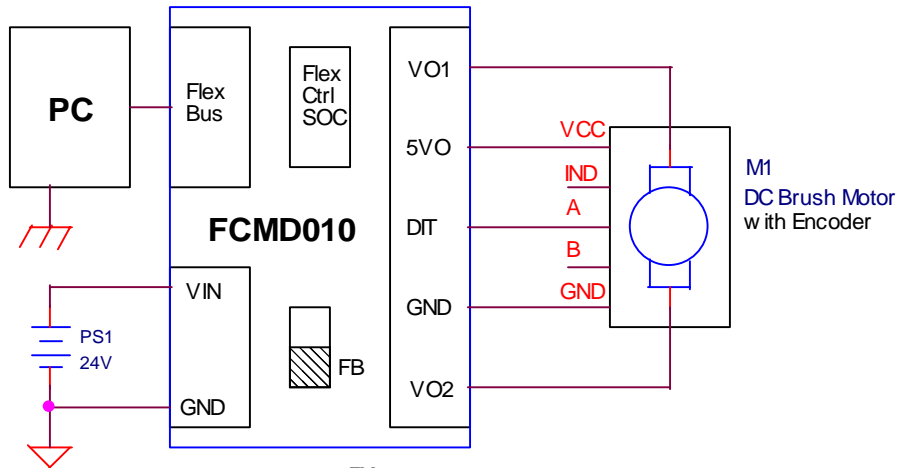 PC
Flex
Bus
Flex
Ctrl
SOC
FCMD010
VIN
GND
FB
VO1
5VO
DIT
GND
VO2
PS1
24V
VCC
IND
A
B
GND
M1
DC Brush Motor
with Encoder